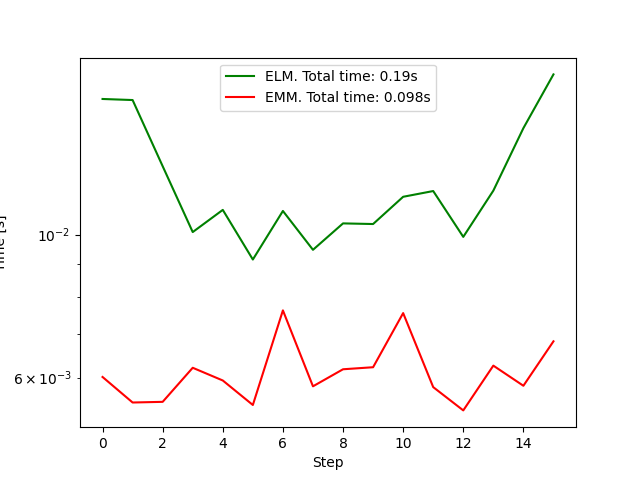 ELM. Total time: 0.19s
EMM. Total time: 0.098s
Time [s]
10⁻²
6 × 10⁻³
0 2 4 6 8 10 12 14
Step